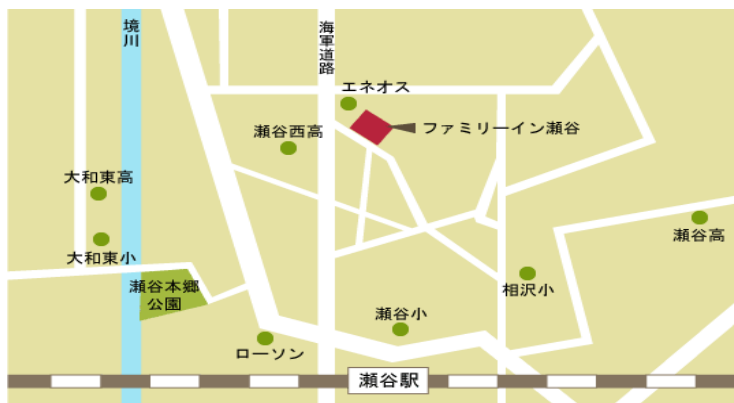 境川
海軍道路
エネオス
ファミリーイン瀬谷
瀬谷西高
大和東高
瀬谷高
大和東小
瀬谷本郷
公園
相沢小
瀬谷小
ローソン
瀬谷駅